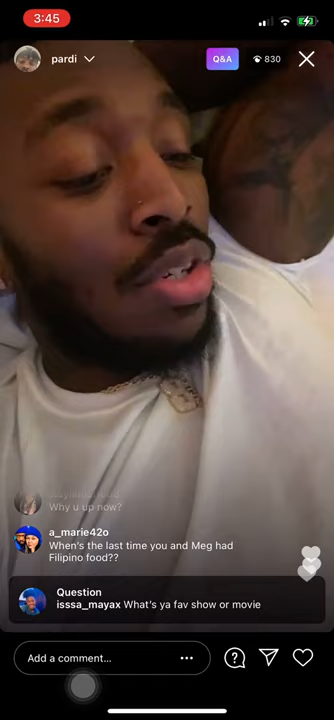 3:45
pardi
Q&A
830
Why u up now?
a_marie42o
When's the last time you and Meg had
Filipino food??
Question
isssa_mayax What's ya fav show or movie
Add a comment...